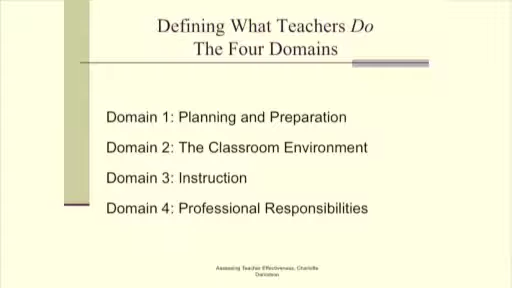 Defining What Teachers Do
The Four Domains
Domain 1: Planning and Preparation
Domain 2: The Classroom Environment
Domain 3: Instruction
Domain 4: Professional Responsibilities
Assessing Teacher Effectiveness, Charlotte
Danielson